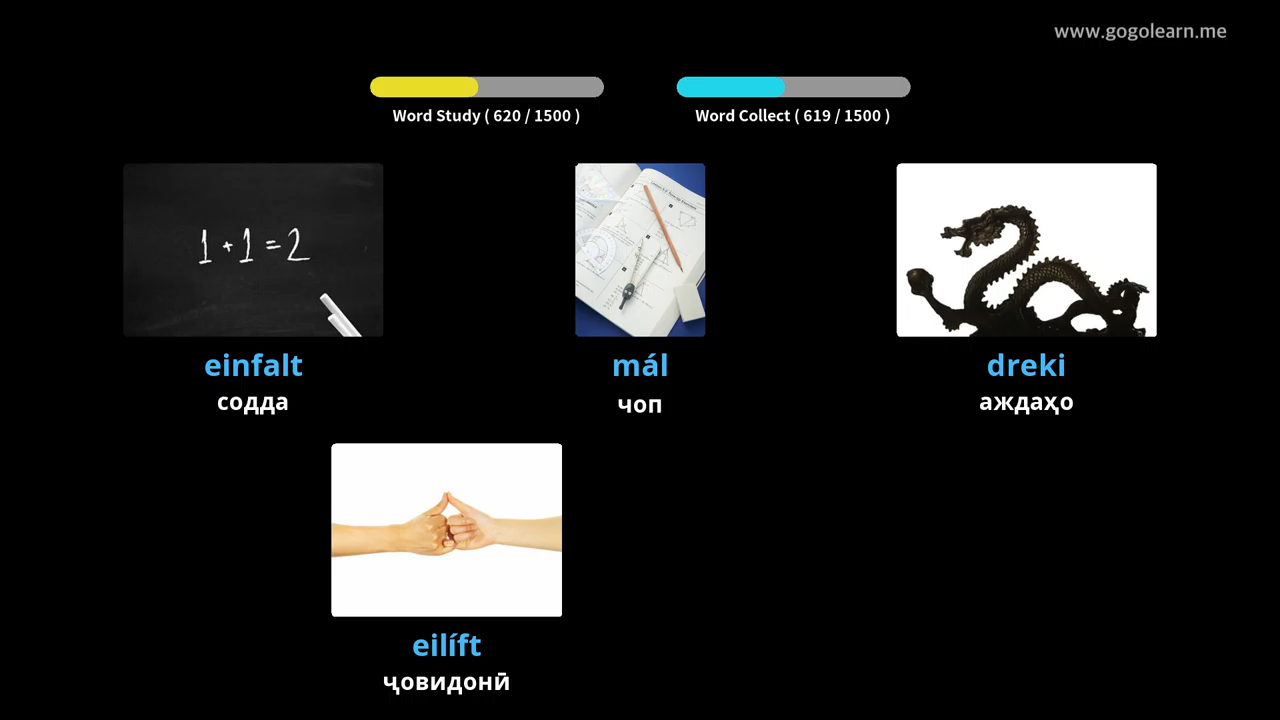 www.gogolearn.me
Word Study ( 620 / 1500 )
Word Collect ( 619 / 1500 )
1 + 1 = 2
einfalt
содда
mál
чоп
dreki
аждаҳо
eilíft
ҷовидонӣ